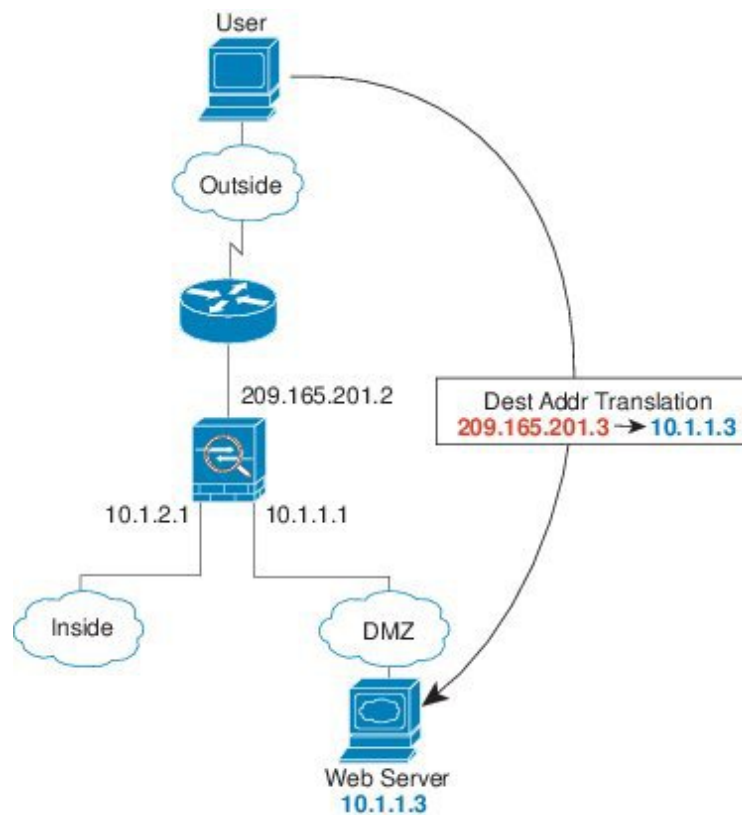 User
Outside
209.165.201.2
Dest Addr Translation
209.165.201.3 → 10.1.1.3
10.1.2.1
10.1.1.1
Inside
DMZ
Web Server
10.1.1.3